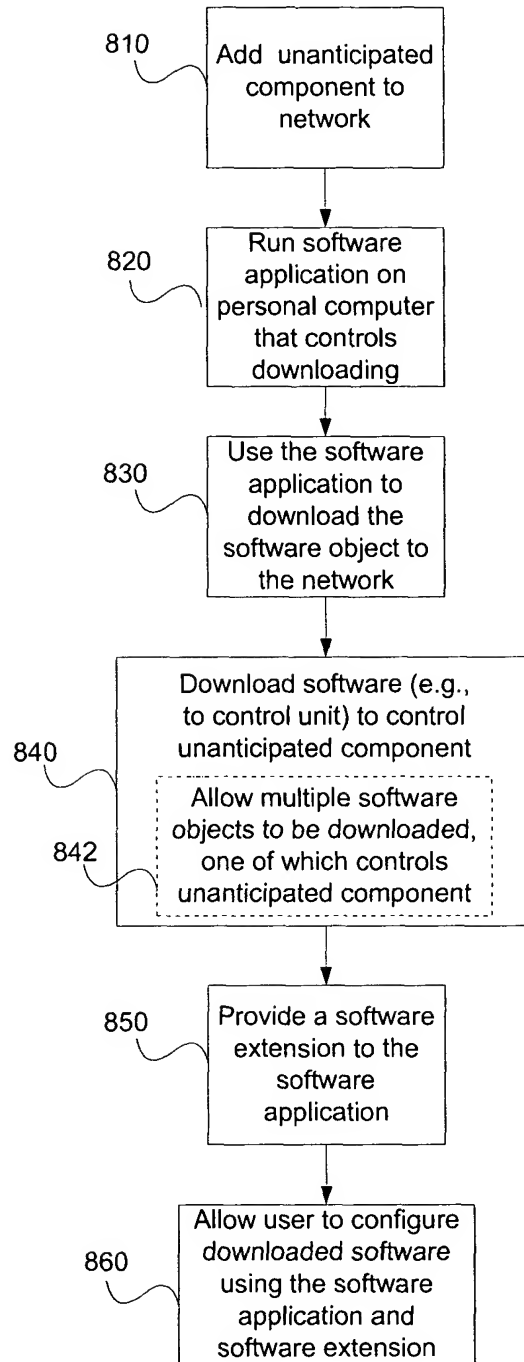 810
Add unanticipated
component to
network
820
Run software
application on
personal computer
that controls
downloading
830
Use the software
application to
download the
software object to
the network
840
Download software (e.g.,
to control unit) to control
unanticipated component
842
Allow multiple software
objects to be downloaded,
one of which controls
unanticipated component
850
Provide a software
extension to the
software
application
860
Allow user to configure
downloaded software
using the software
application and
software extension